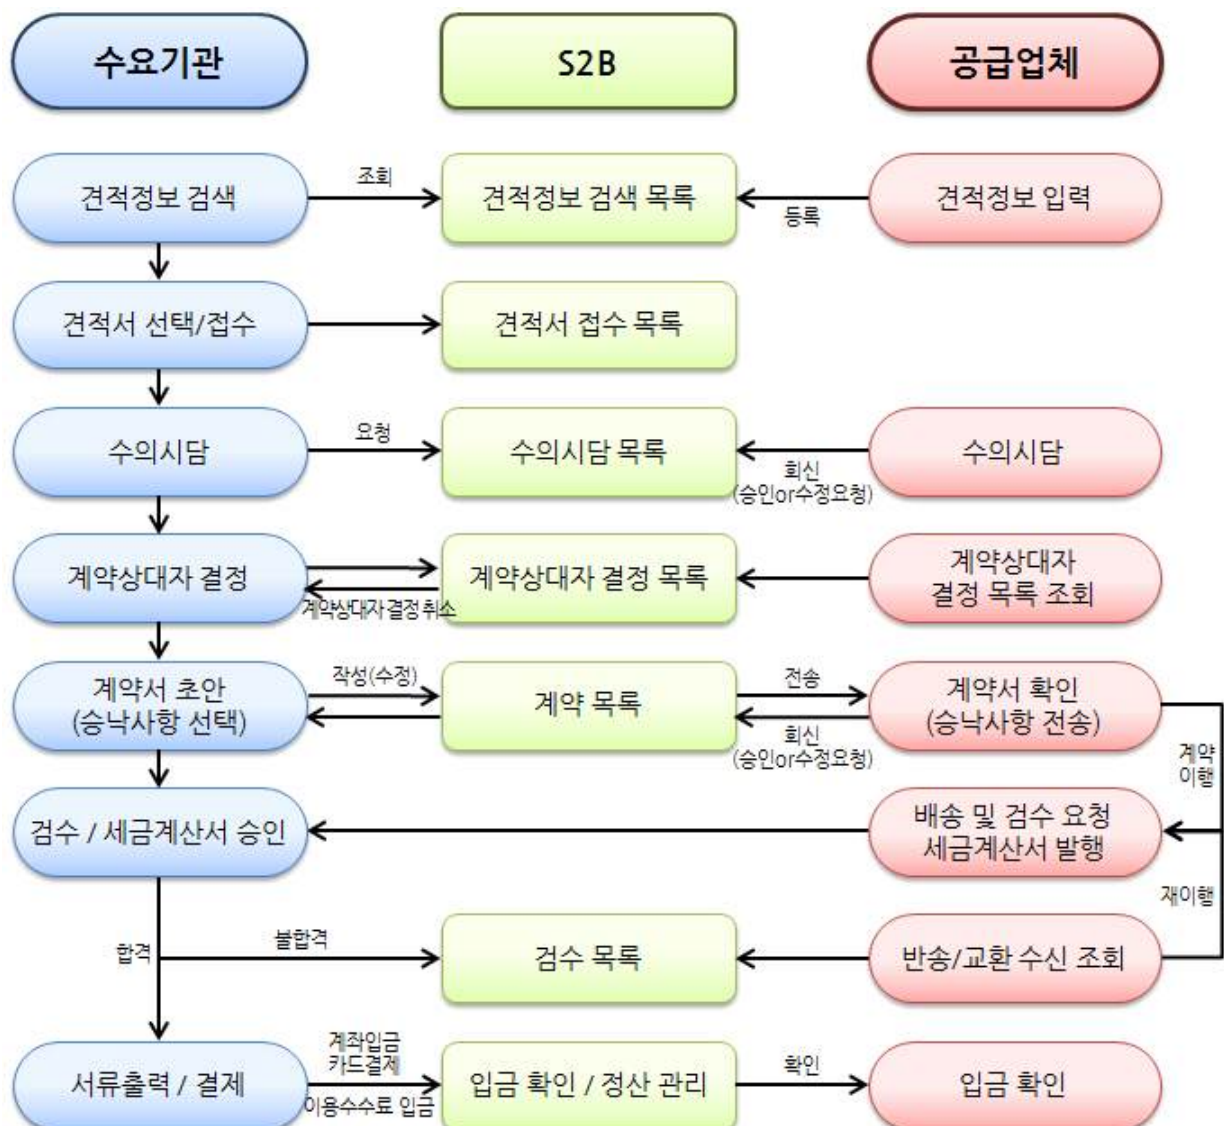 수요기관
S2B
공급업체
견적정보 검색
조회
견적정보 검색 목록
등록
견적정보 입력
견적서 선택/접수
견적서 접수 목록
수의시담
요청
수의시담 목록
회신
(승인or수정요청)
수의시담
계약상대자 결정
계약상대자 결정 취소
계약상대자 결정 목록
계약상대자
결정 목록 조회
계약서 초안
(승낙사항 선택)
작성(수정)
계약 목록
전송
회신
(승인or수정요청)
계약서 확인
(승낙사항 전송)
계약
이행
검수 / 세금계산서 승인
배송 및 검수 요청
세금계산서 발행
재이행
합격
불합격
검수 목록
반송/교환 수신 조회
서류출력 / 결제
계좌입금
카드결제
이용수수료 입금
입금 확인 / 정산 관리
확인
입금 확인